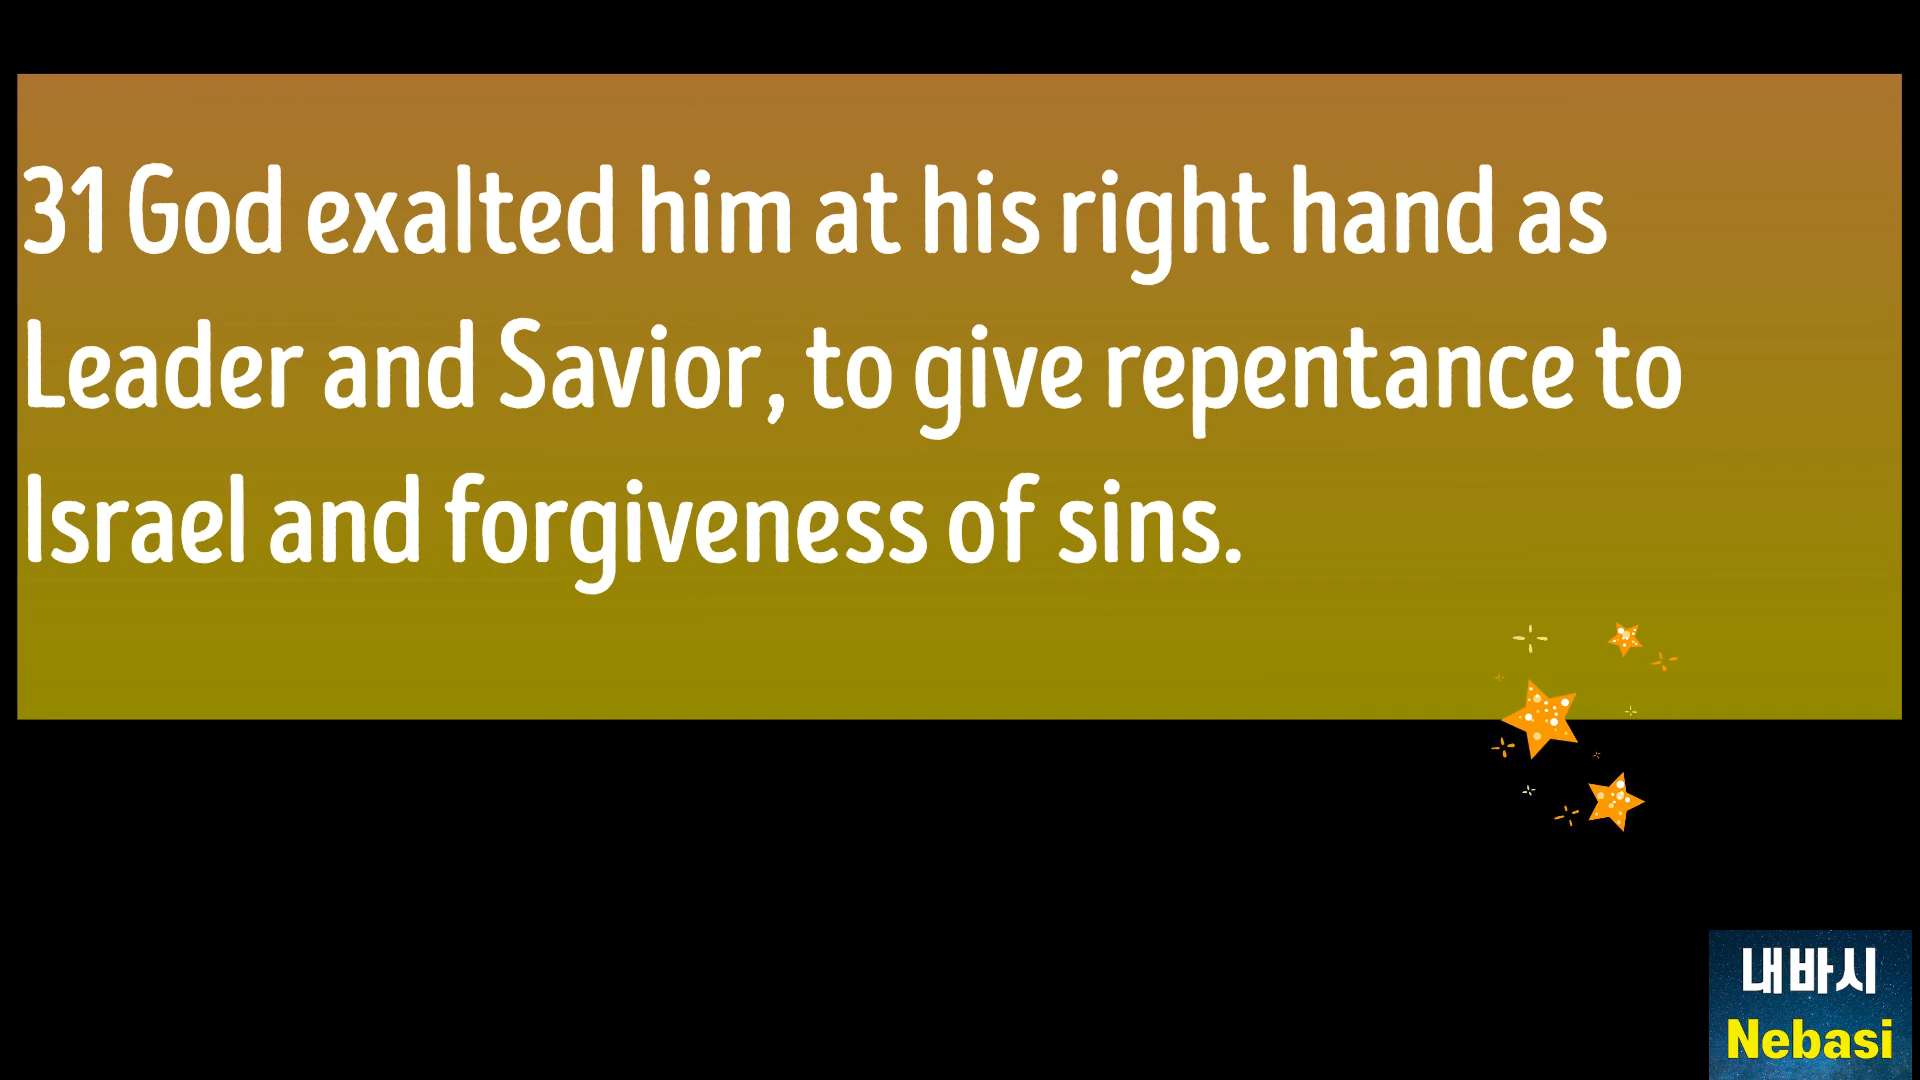 31 God exalted him at his right hand as
Leader and Savior, to give repentance to
Israel and forgiveness of sins.
내바시
Nebasi